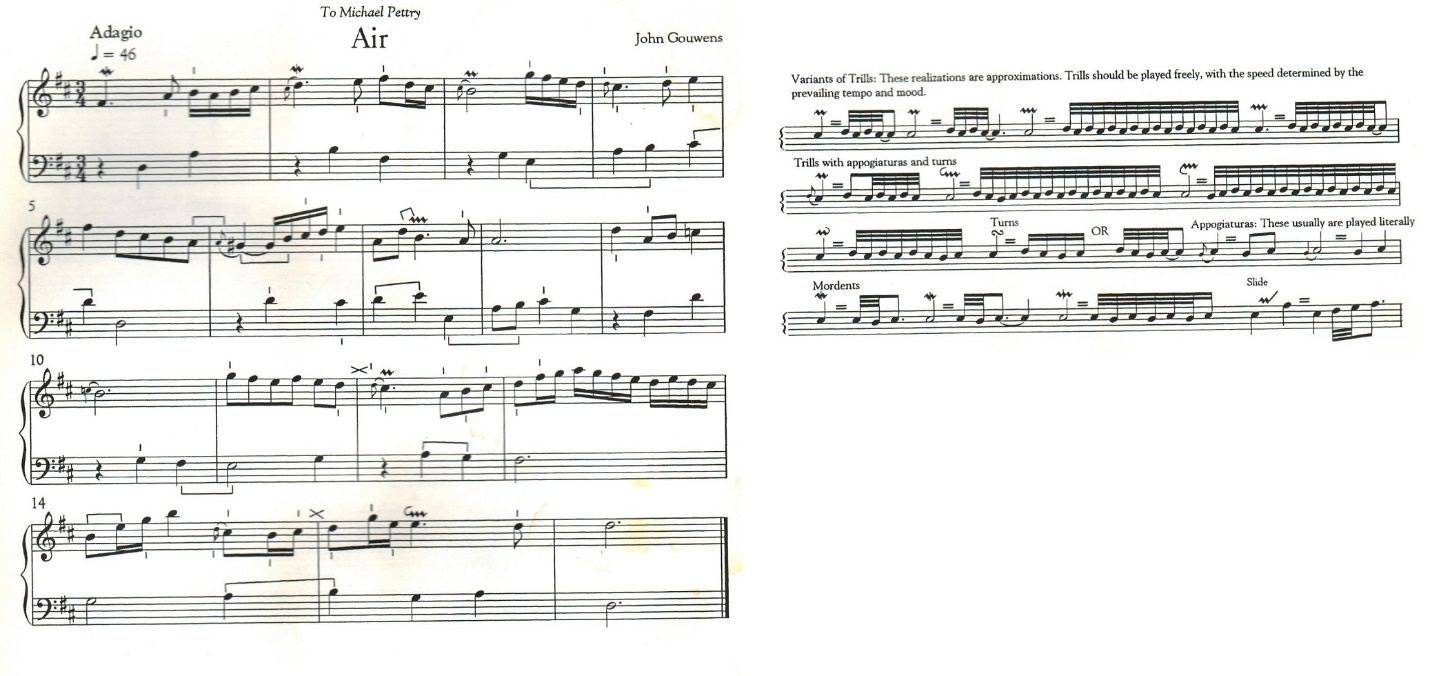 To Michael Pettry
Air
Adagio
♩ = 46
John Gouwens
5
10
14
Variants of Trills: These realizations are approximations. Trills should be played freely, with the speed determined by the
prevailing tempo and mood.
Trills with appogiaturas and turns
Turns
OR
Appogiaturas: These usually are played literally
Mordents
Slide